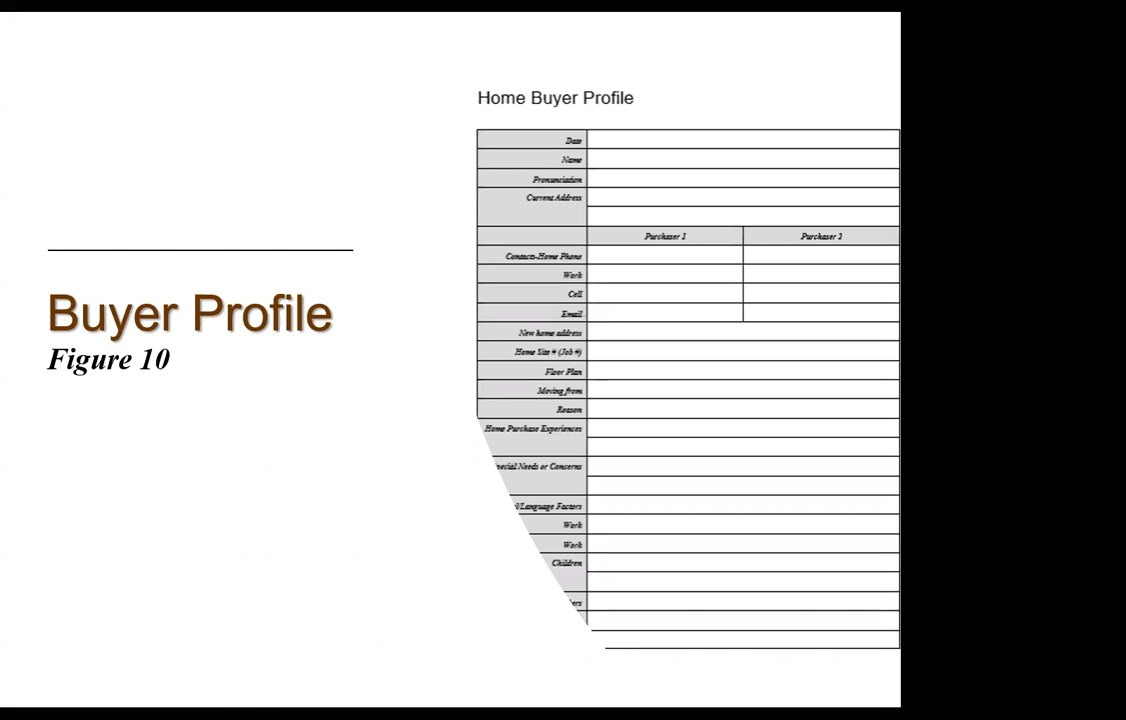 Buyer Profile
Figure 10
Home Buyer Profile
Date
Name
Pronunciation
Current Address
Purchaser 1 Purchaser 2
Contacts-Home Phone
Work
Cell
Email
New home address
Home Site # (Job #)
Floor Plan
Moving from
Reason
Home Purchase Experiences
pecial Needs or Concerns
/Language Factors
Work
Work
Children